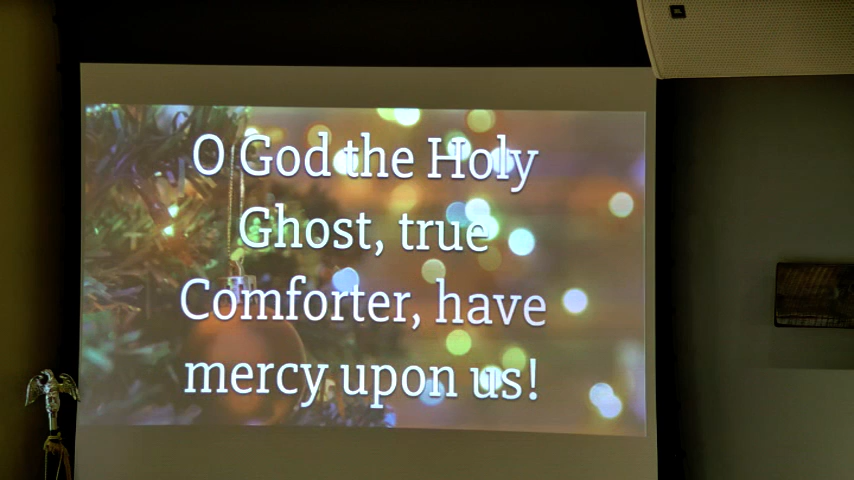 O God the Holy
Ghost, true
Comforter, have
mercy upon us!